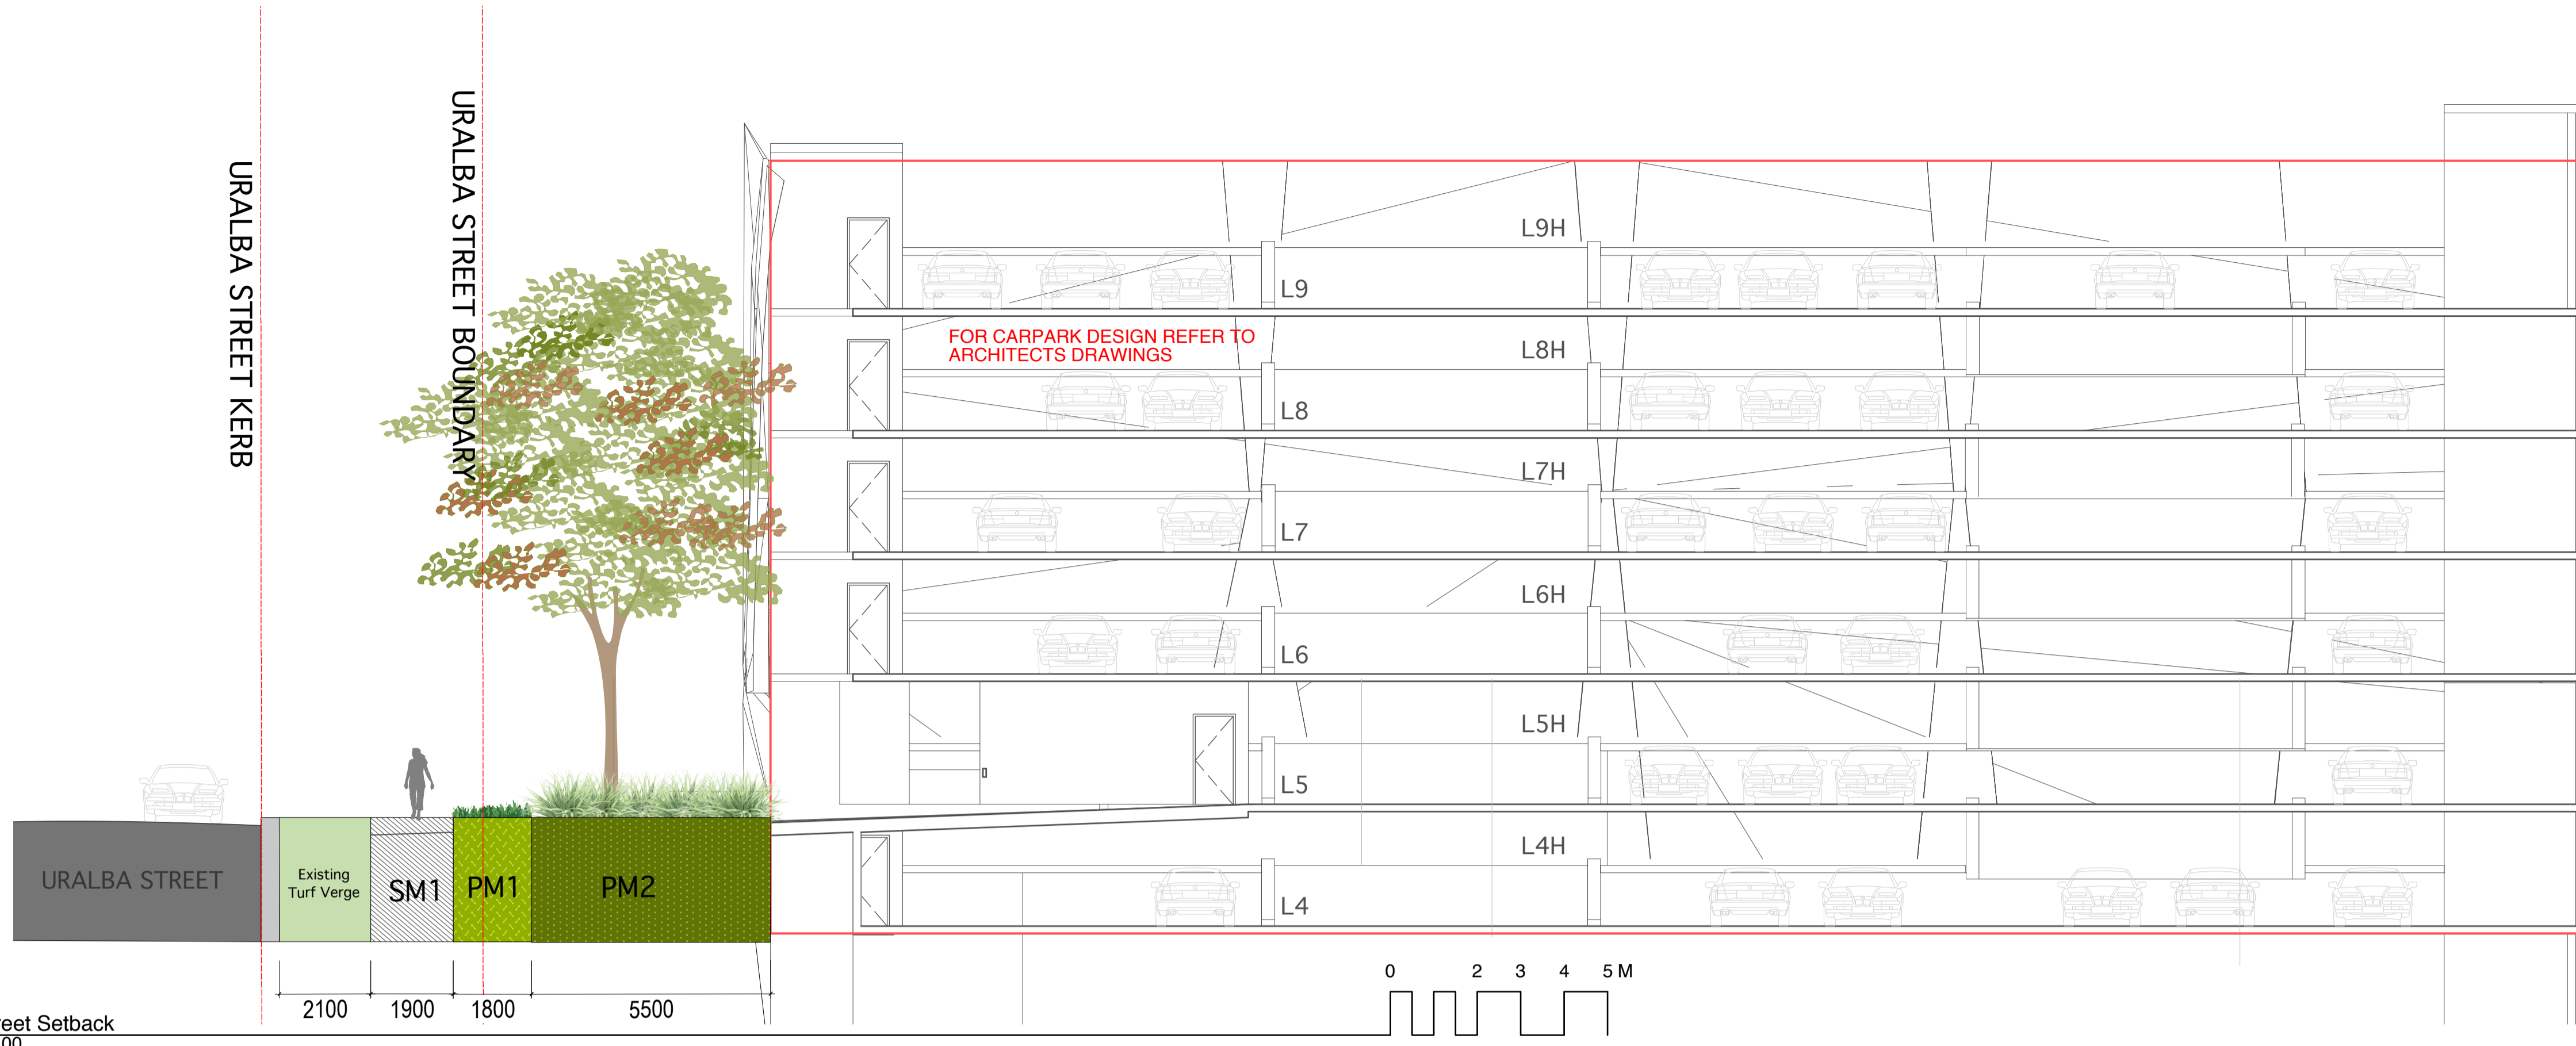 URALBA STREET KERB
URALBA STREET BOUNDARY
L9H
L9
FOR CARPARK DESIGN REFER TO
ARCHITECTS DRAWINGS
L8H
L8
L7H
L7
L6H
L6
L5H
L5
L4H
L4
URALBA STREET
Existing
Turf Verge
SM1
PM1
PM2
0 2 3 4 5 M
2100 1900 1800 5500
eet Setback
00